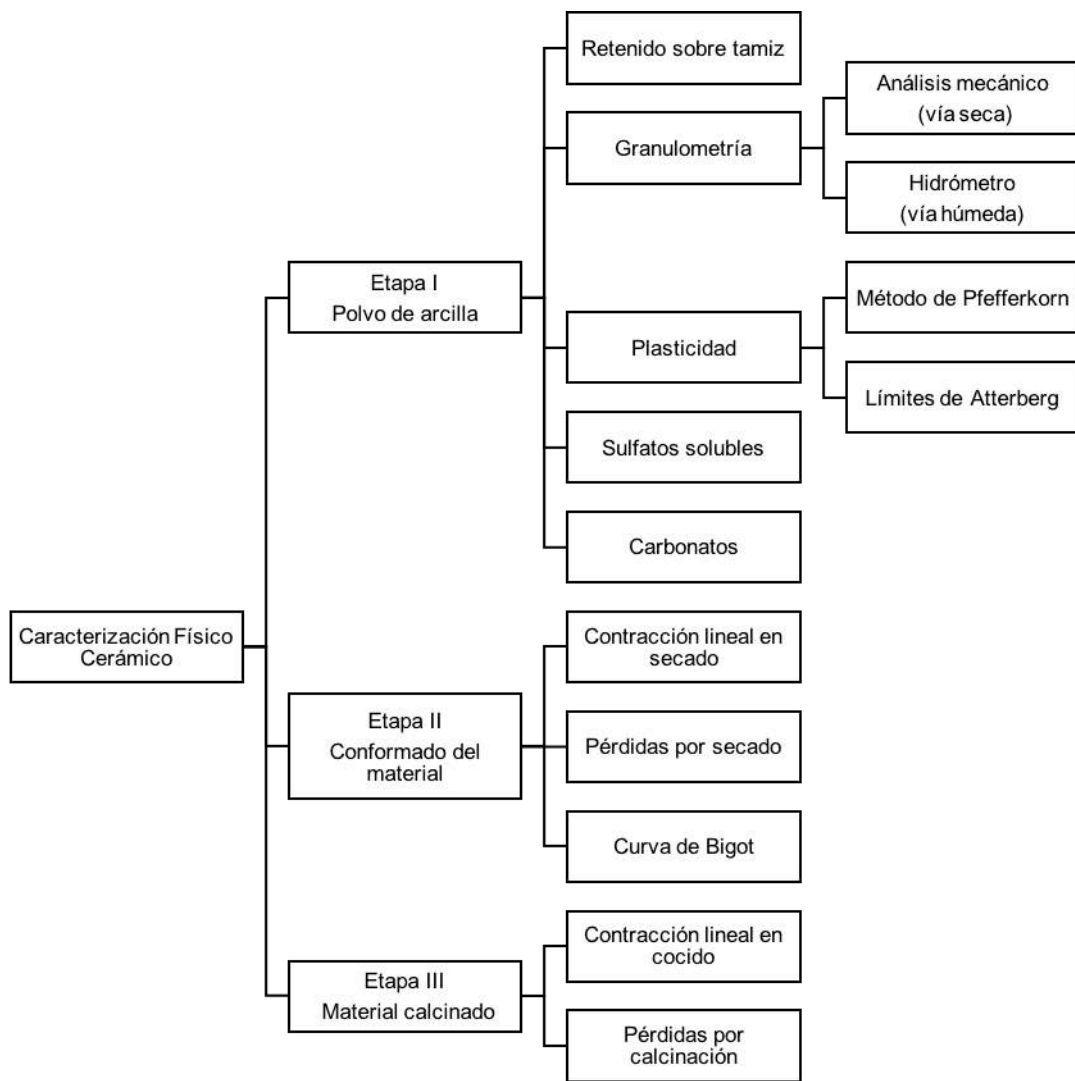 Retenido sobre tamiz
Análisis mecánico
(vía seca)
Granulometría
Hidrómetro
(vía húmeda)
Etapa I
Polvo de arcilla
Método de Pfefferkorn
Plasticidad
Límites de Atterberg
Sulfatos solubles
Carbonatos
Caracterización Físico
Cerámico
Contracción lineal en
secado
Etapa II
Conformado del
material
Pérdidas por secado
Curva de Bigot
Contracción lineal en
cocido
Etapa III
Material calcinado
Pérdidas por
calcinación